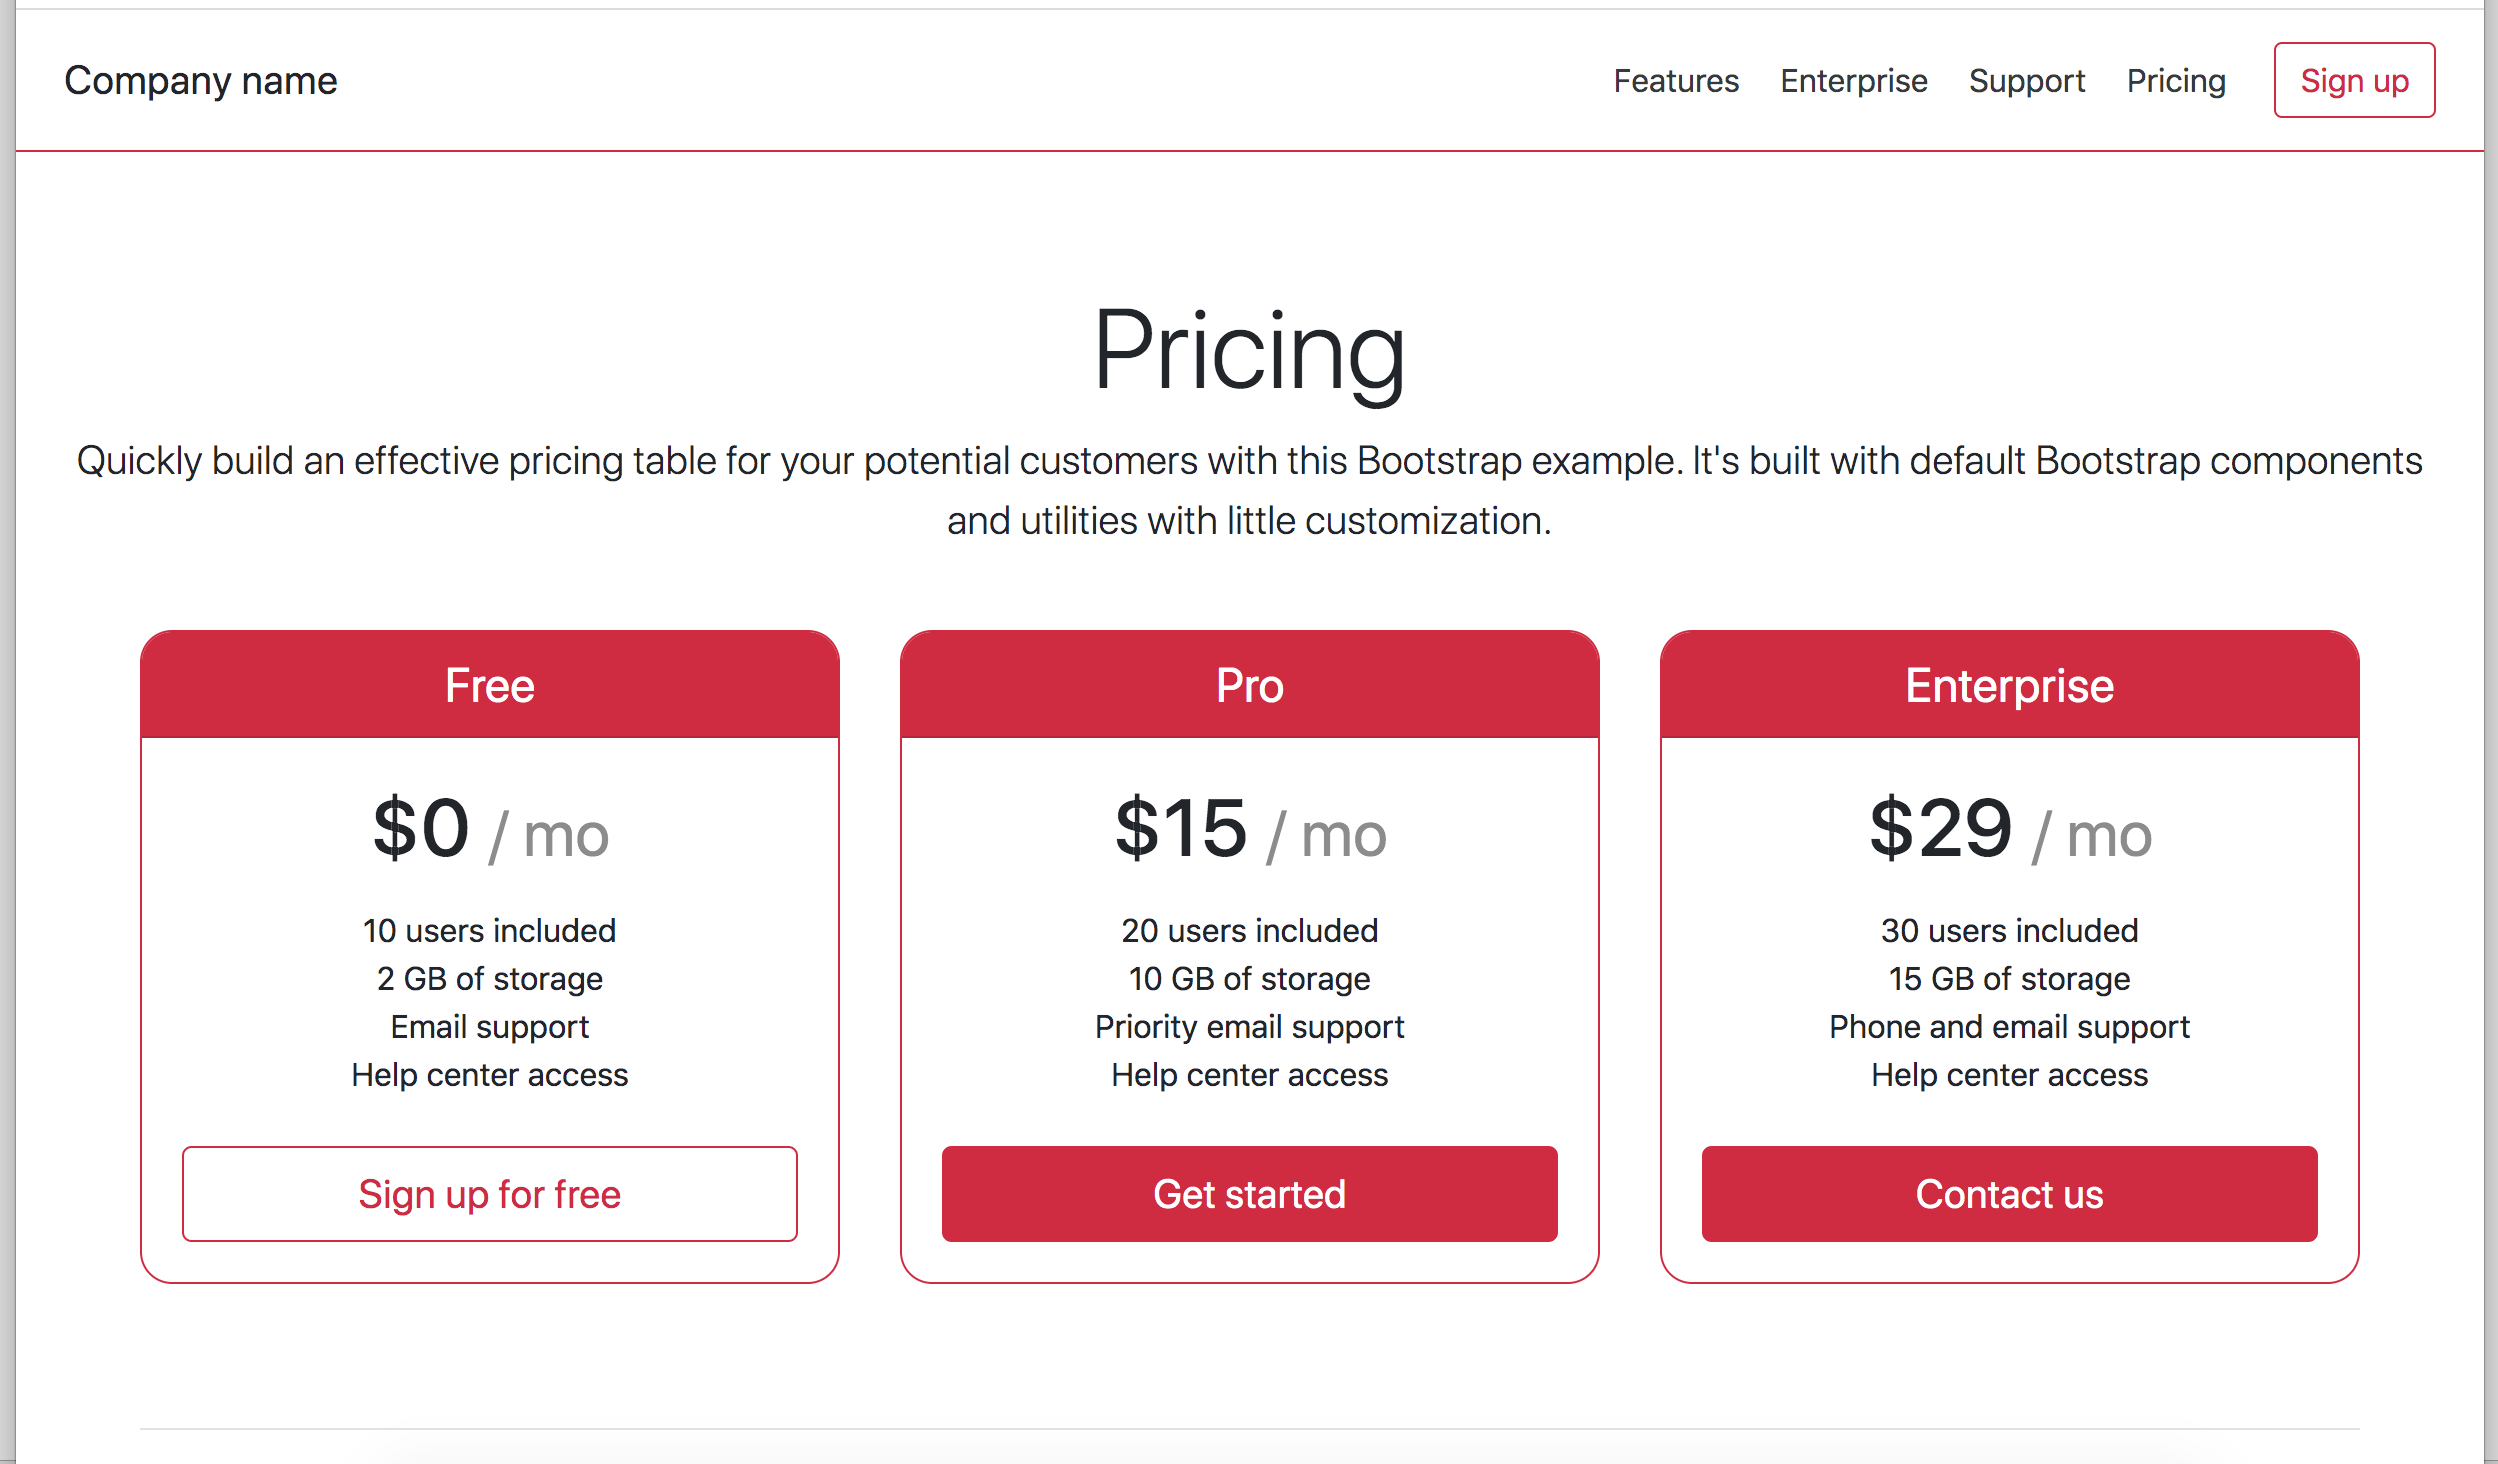 Company name
Features Enterprise Support Pricing Sign up
Pricing
Quickly build an effective pricing table for your potential customers with this Bootstrap example. It's built with default Bootstrap components
and utilities with little customization.
Free
$0 / mo
10 users included
2 GB of storage
Email support
Help center access
Sign up for free
Pro
$15 / mo
20 users included
10 GB of storage
Priority email support
Help center access
Get started
Enterprise
$29 / mo
30 users included
15 GB of storage
Phone and email support
Help center access
Contact us